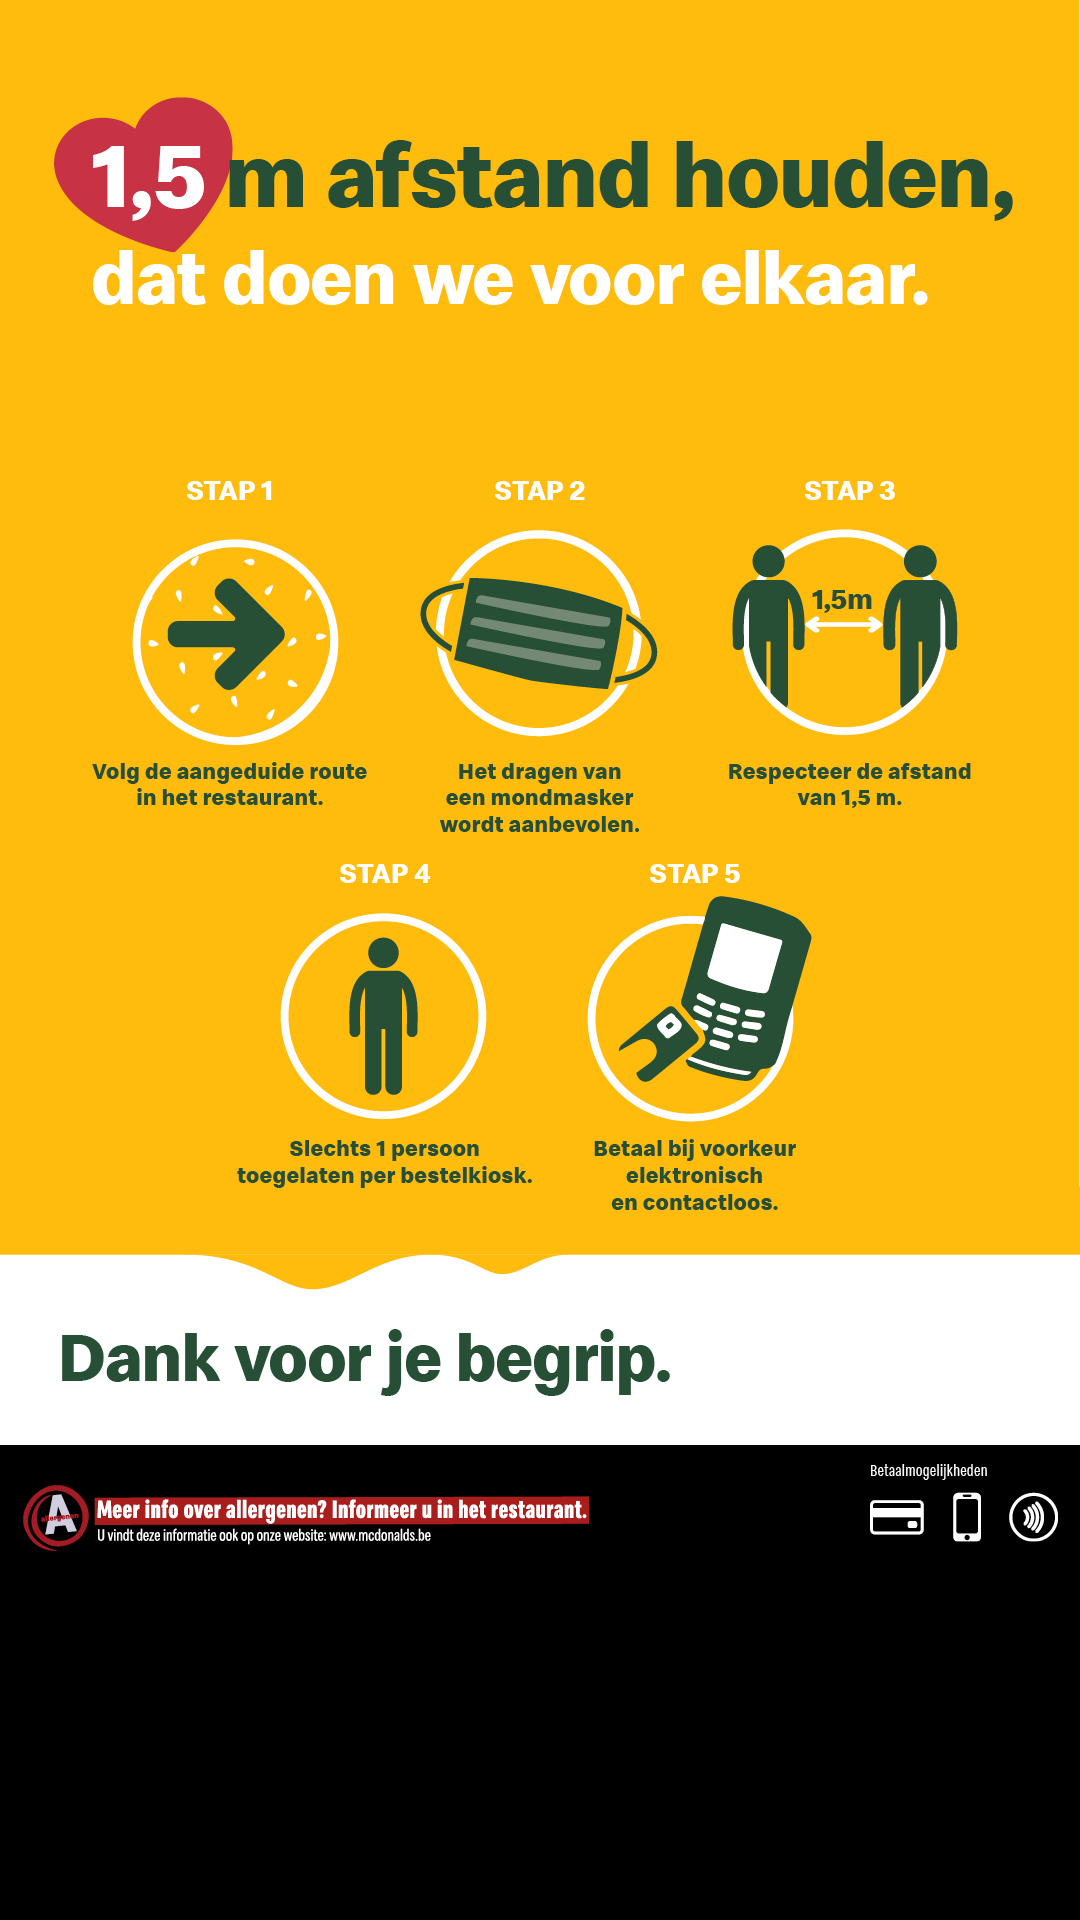 1,5 m afstand houden,
dat doen we voor elkaar.
STAP 1
STAP 2
STAP 3
1,5m
Volg de aangeduide route
in het restaurant.
Het dragen van
een mondmasker
wordt aanbevolen.
Respecteer de afstand
van 1,5 m.
STAP 4
STAP 5
Slechts 1 persoon
toegelaten per bestelkiosk.
Betaal bij voorkeur
elektronisch
en contactloos.
Dank voor je begrip.
Betaalmogelijkheden
A
allergenen
Meer info over allergenen? Informeer u in het restaurant.
U vindt deze informatie ook op onze website: www.mcdonalds.be